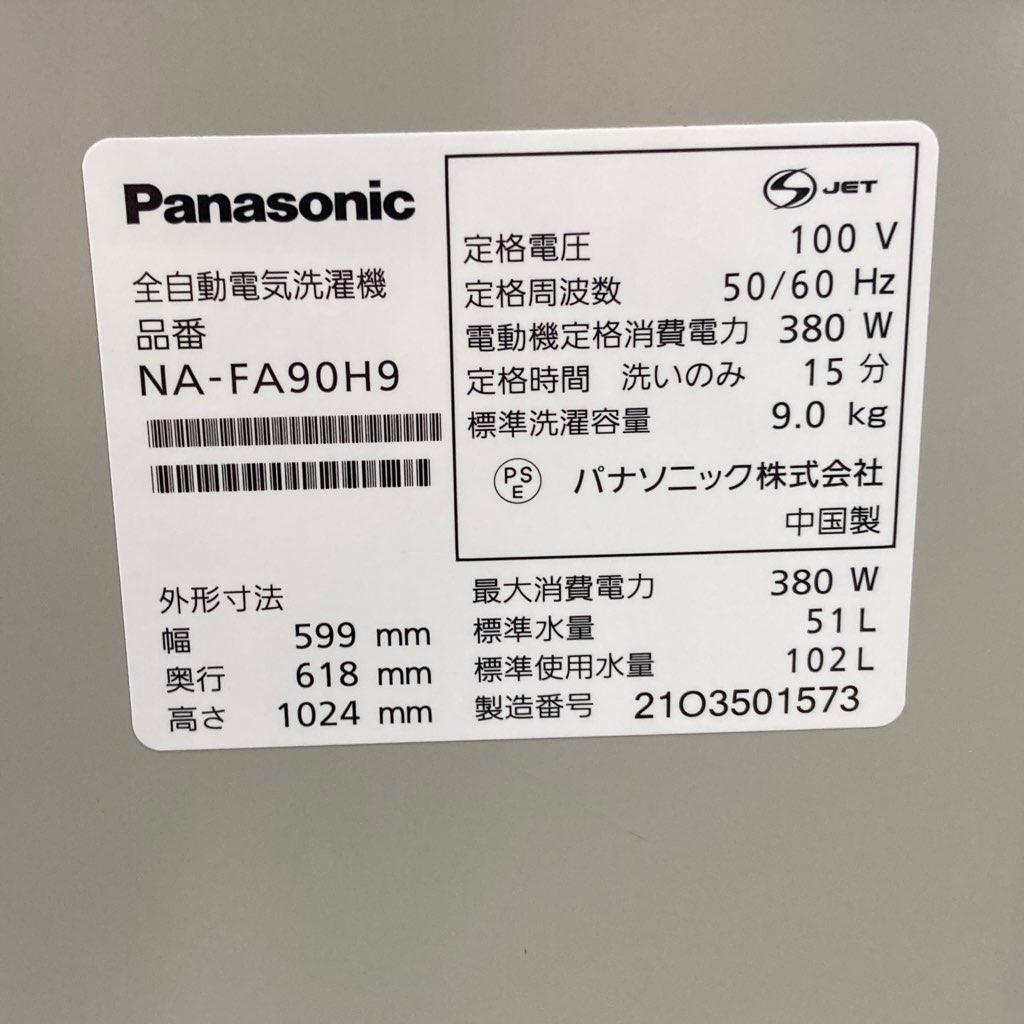 Panasonic
全自動電気洗濯機
品番
NA-FA90H9
S JET
定格電圧 100 V
定格周波数 50/60 Hz
電動機定格消費電力 380 W
定格時間 洗いのみ 15 分
標準洗濯容量 9.0 kg
PS
E
パナソニック株式会社
中国製
外形寸法
幅 599 mm
奥行 618 mm
高さ 1024 mm
最大消費電力 380 W
標準水量 51 L
標準使用水量 102 L
製造番号 21O3501573